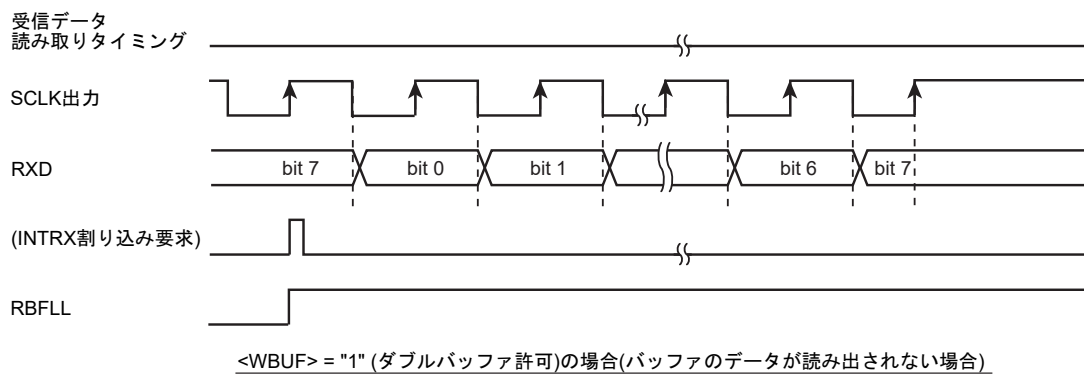 受信データ
読み取りタイミング
SCLK出力
RXD
bit 7
bit 0
bit 1
bit 6
bit 7
(INTRX割り込み要求)
RBFLL
<WBUF> = "1" (ダブルバッファ許可)の場合(バッファのデータが読み出されない場合)